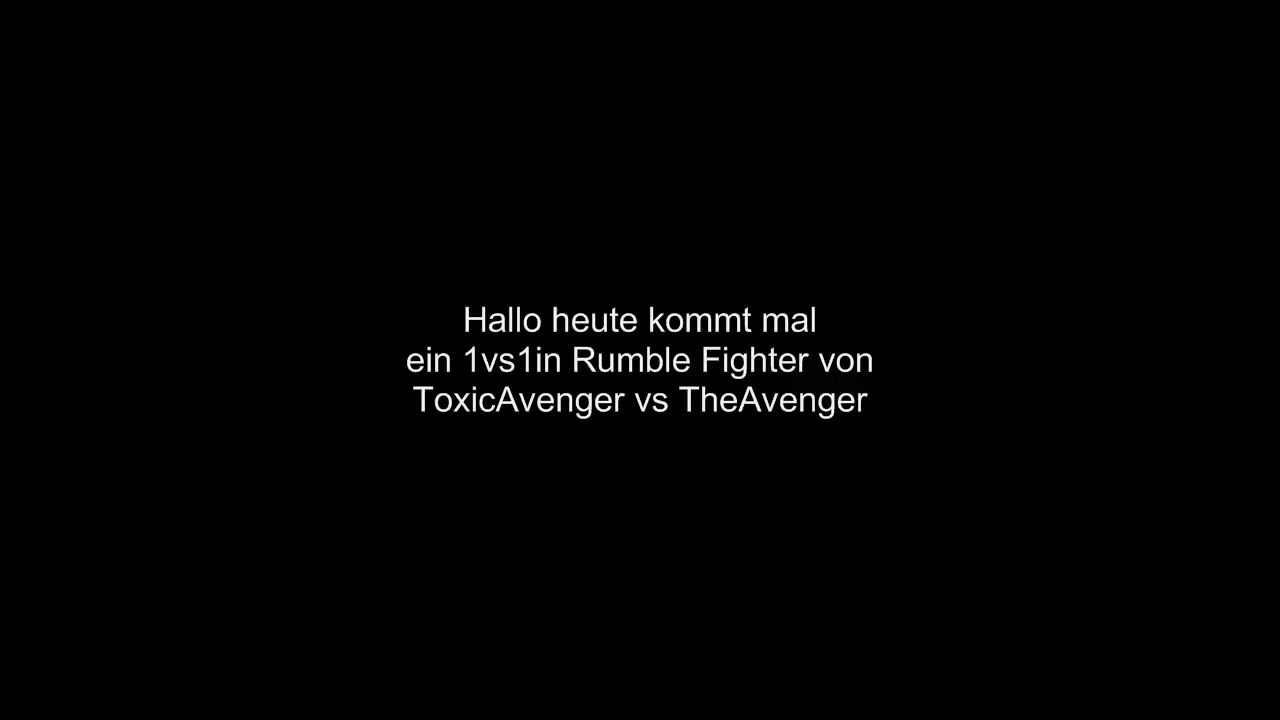 Hallo heute kommt mal
ein 1vs1in Rumble Fighter von
ToxicAvenger vs TheAvenger